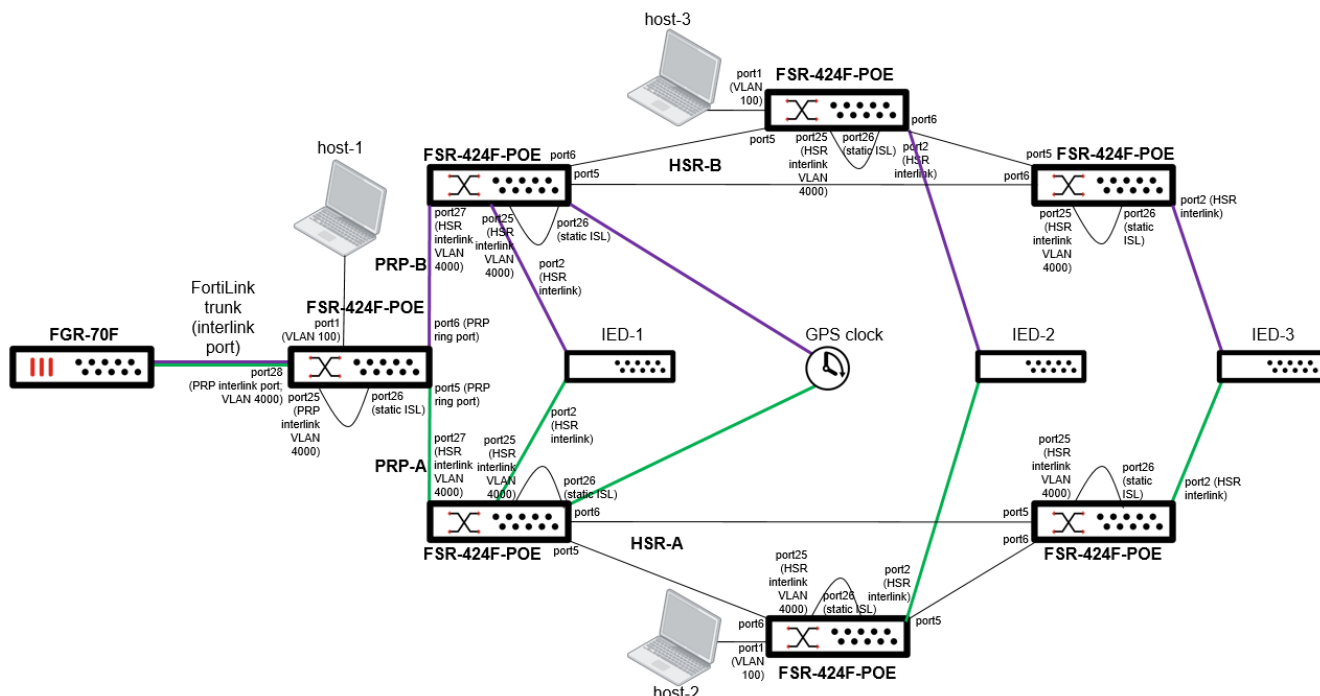 host-3
port1
(VLAN
100)
FSR-424F-POE
port6
port5
port25
(HSR
interlink
VLAN
4000)
port26
(static ISL)
port2
(HSR
interlink)
host-1
FSR-424F-POE
port6
port5
HSR-B
port5
FSR-424F-POE
port6
port27
(HSR
interlink
VLAN
4000)
port25
(HSR
interlink
VLAN
4000)
port26
(static ISL)
port25
(HSR
interlink
VLAN
4000)
port26
(static
ISL)
port2 (HSR
interlink)
PRP-B
port2
(HSR
interlink)
FortiLink
trunk
(interlink
port)
FSR-424F-POE
port1
(VLAN 100)
port6 (PRP
ring port)
FGR-70F
IED-1
GPS clock
IED-2
IED-3
port28
(PRP interlink port;
VLAN 4000)
port25
(PRP
interlink
VLAN
4000)
port26
(static ISL)
port5 (PRP
ring port)
port2
(HSR
interlink)
PRP-A
port27
(HSR
interlink
VLAN
4000)
port25
(HSR
interlink
VLAN
4000)
port26
(static ISL)
port25
(HSR
interlink
VLAN
4000)
port26
(static
ISL)
port2 (HSR
interlink)
port6
port5
FSR-424F-POE
port5
HSR-A
port6
FSR-424F-POE
port25
(HSR
interlink
VLAN
4000)
port26
(static ISL)
port2
(HSR
interlink)
port6
port5
port1
(VLAN
100)
FSR-424F-POE
host-2